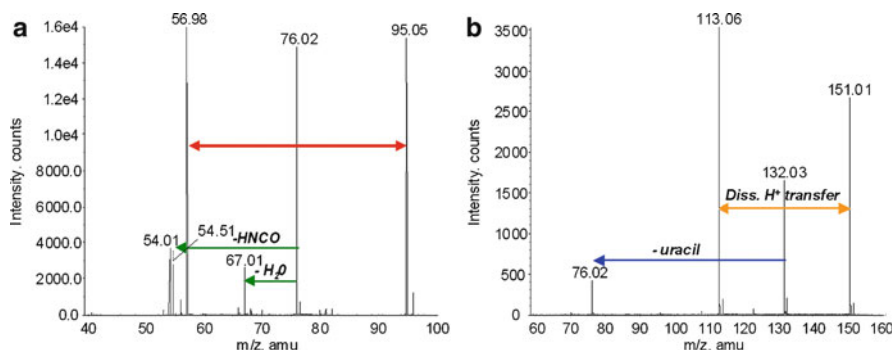 a
56.98
76.02
95.05
1.6e4
1.4e4
1.2e4
1.0e4
8000.0
6000.0
4000.0
2000.0
0.0
Intensity. counts
54.01
54.51
-HNCO
67.01
- H₂0
40 50 60 70 80 90 100
m/z. amu
b
113.06
151.01
132.03
76.02
3500
3000
2500
2000
1500
1000
500
0
Intensity. counts
Diss. H⁺ transfer
- uracil
60 70 80 90 100 110 120 130 140 150 160
m/z. amu